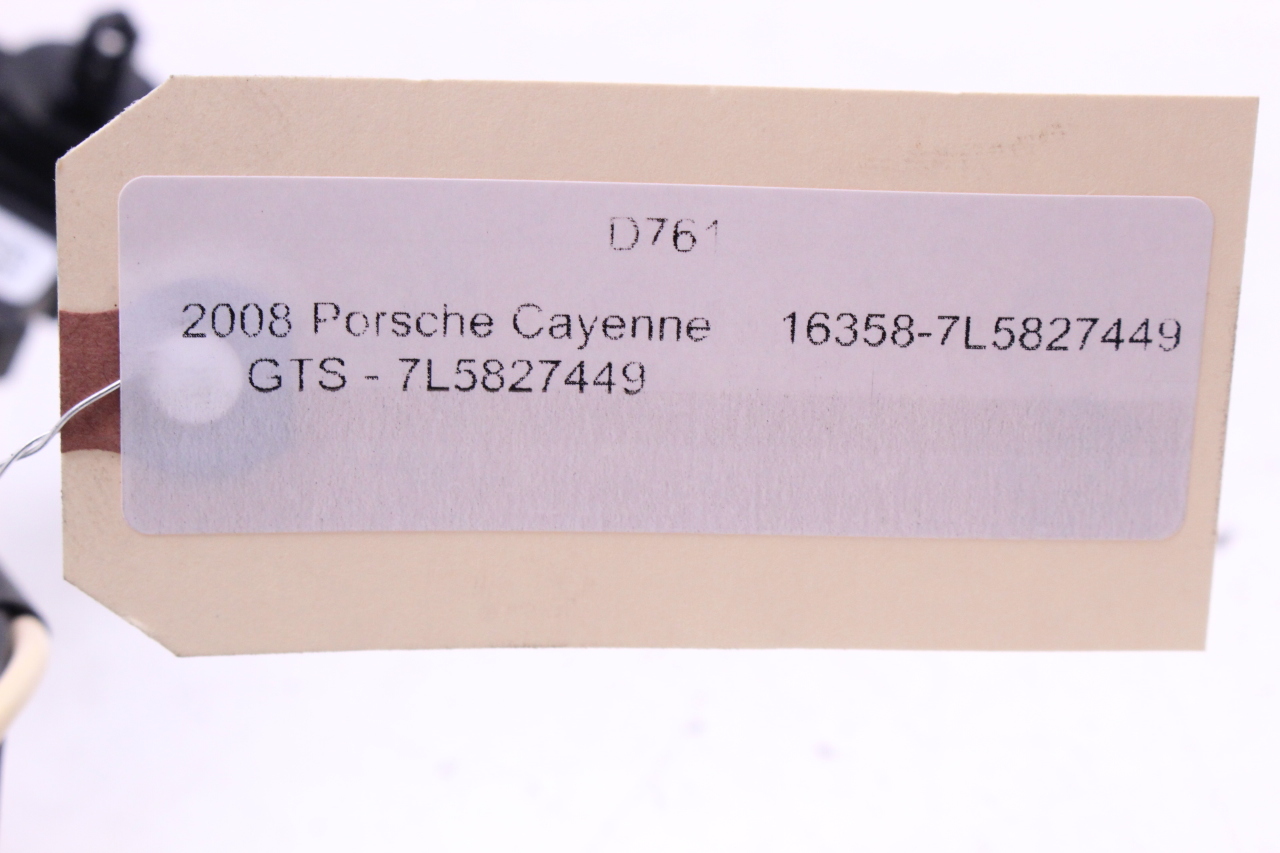 D761
2008 Porsche Cayenne 16358-7L5827449
GTS - 7L5827449